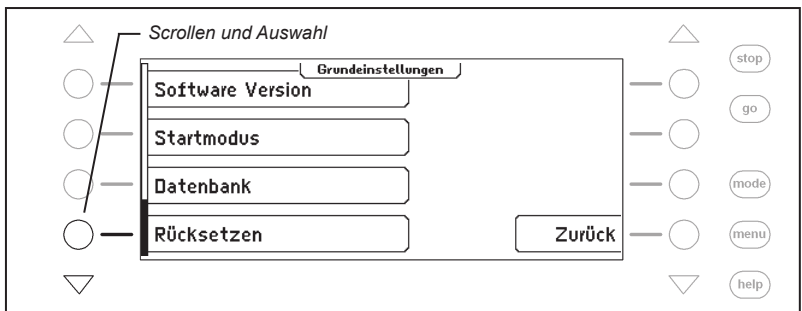 Scrollen und Auswahl
Grundeinstellungen
Software Version
Startmodus
Datenbank
Rücksetzen
Zurück
stop
go
mode
menu
help